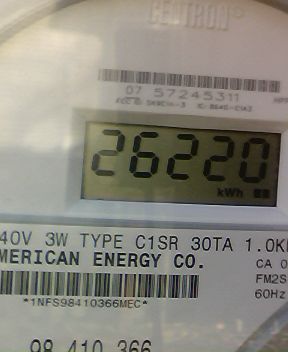 CENTRON®
07 57245311
26220
kWh
40V 3W TYPE C1SR 30TA 1.0K
MERICAN ENERGY CO.
CA 0
FM2S
60Hz
*1NFS98410366MEC*
98 410 366